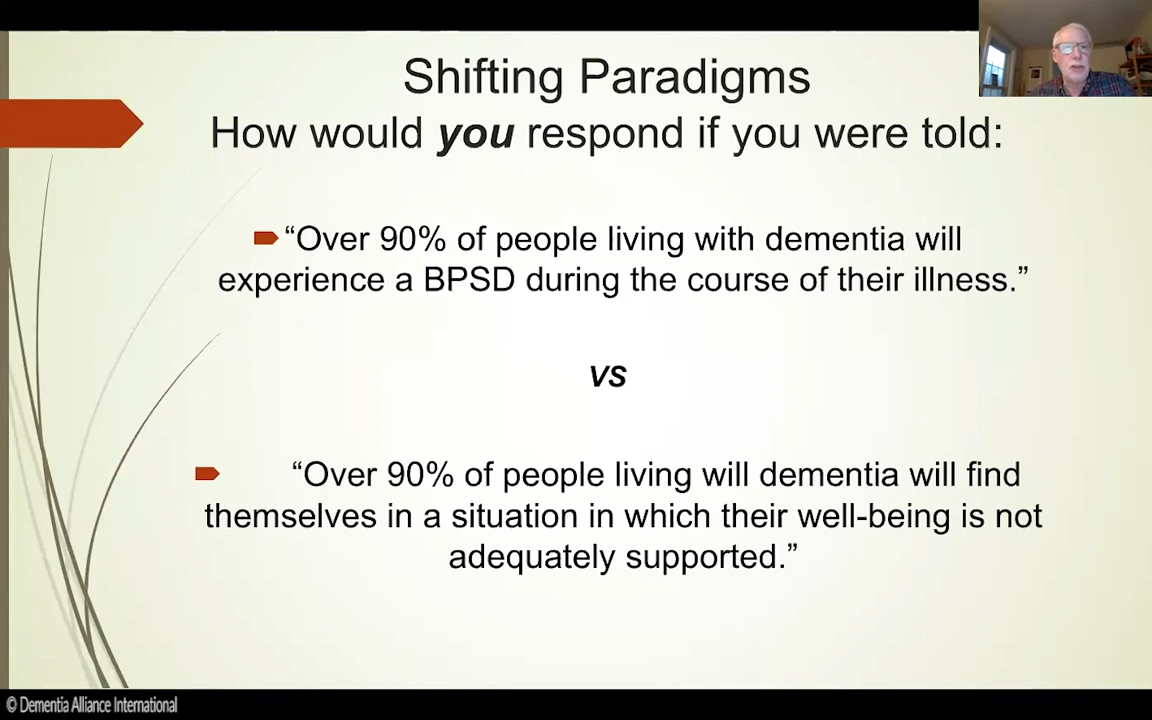 Shifting Paradigms
How would you respond if you were told:
“Over 90% of people living with dementia will
experience a BPSD during the course of their illness.”
VS
“Over 90% of people living will dementia will find
themselves in a situation in which their well-being is not
adequately supported.”
© Dementia Alliance International